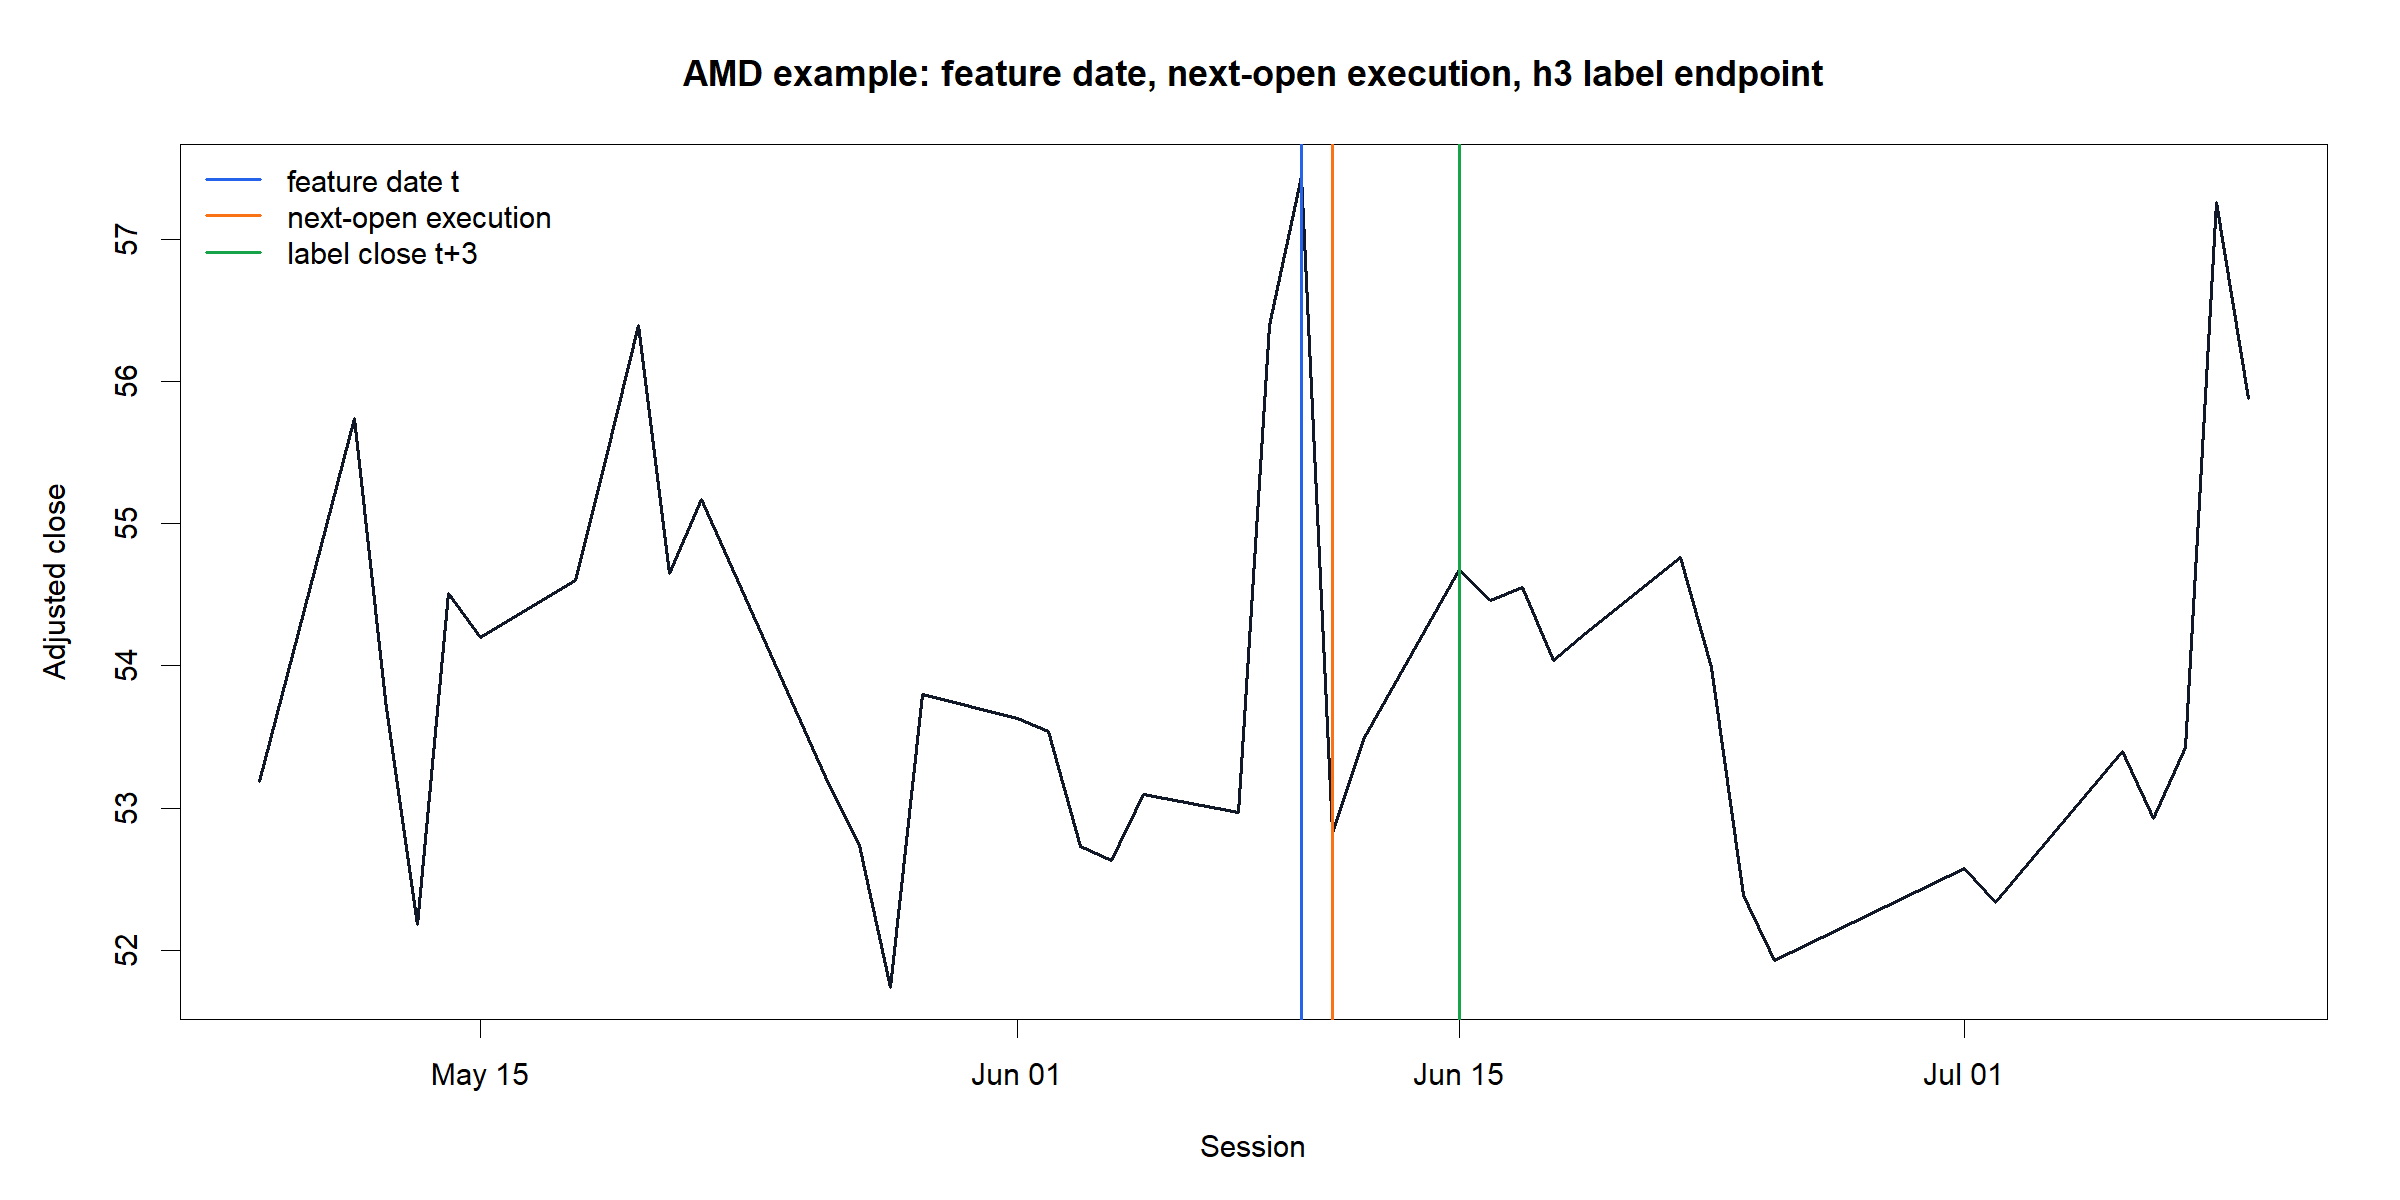 AMD example: feature date, next-open execution, h3 label endpoint
feature date t
next-open execution
label close t+3
Adjusted close
57
56
55
54
53
52
May 15
Jun 01
Jun 15
Jul 01
Session